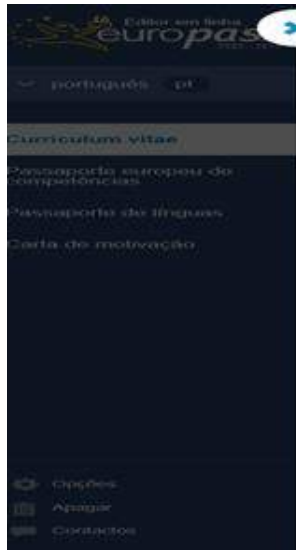 Editor em linha
europass
português pt
Curriculum vitae
Passaporte europeu de
competências
Passaporte de línguas
Carta de motivação
Opções
Apagar
Contactos